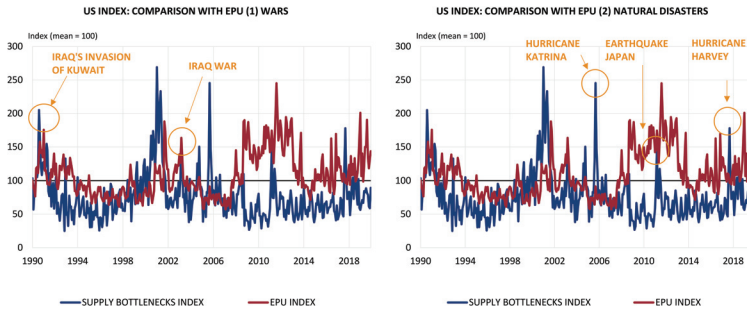 US INDEX: COMPARISON WITH EPU (1) WARS
Index (mean = 100)
300
250
200
150
100
50
0
IRAQ'S INVASION
OF KUWAIT
IRAQ WAR
1990 1994 1998 2002 2006 2010 2014 2018
SUPPLY BOTTLENECKS INDEX EPU INDEX
US INDEX: COMPARISON WITH EPU (2) NATURAL DISASTERS
Index (mean = 100)
300
250
200
150
100
50
0
HURRICANE
KATRINA
EARTHQUAKE
JAPAN
HURRICANE
HARVEY
1990 1994 1998 2002 2006 2010 2014 2018
SUPPLY BOTTLENECKS INDEX EPU INDEX